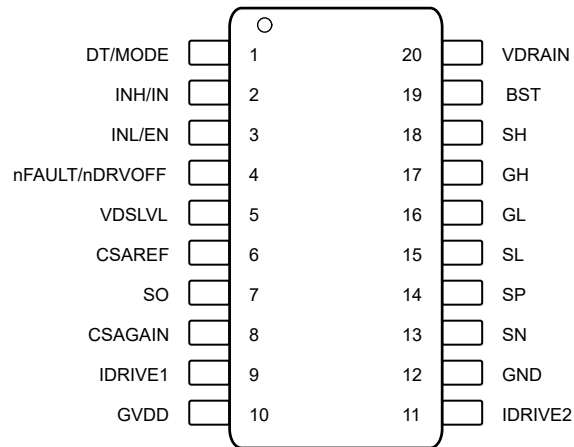 DT/MODE 1 20 VDRAIN
INH/IN 2 19 BST
INL/EN 3 18 SH
nFAULT/nDRVOFF 4 17 GH
VDSLVL 5 16 GL
CSAREF 6 15 SL
SO 7 14 SP
CSAGAIN 8 13 SN
IDRIVE1 9 12 GND
GVDD 10 11 IDRIVE2